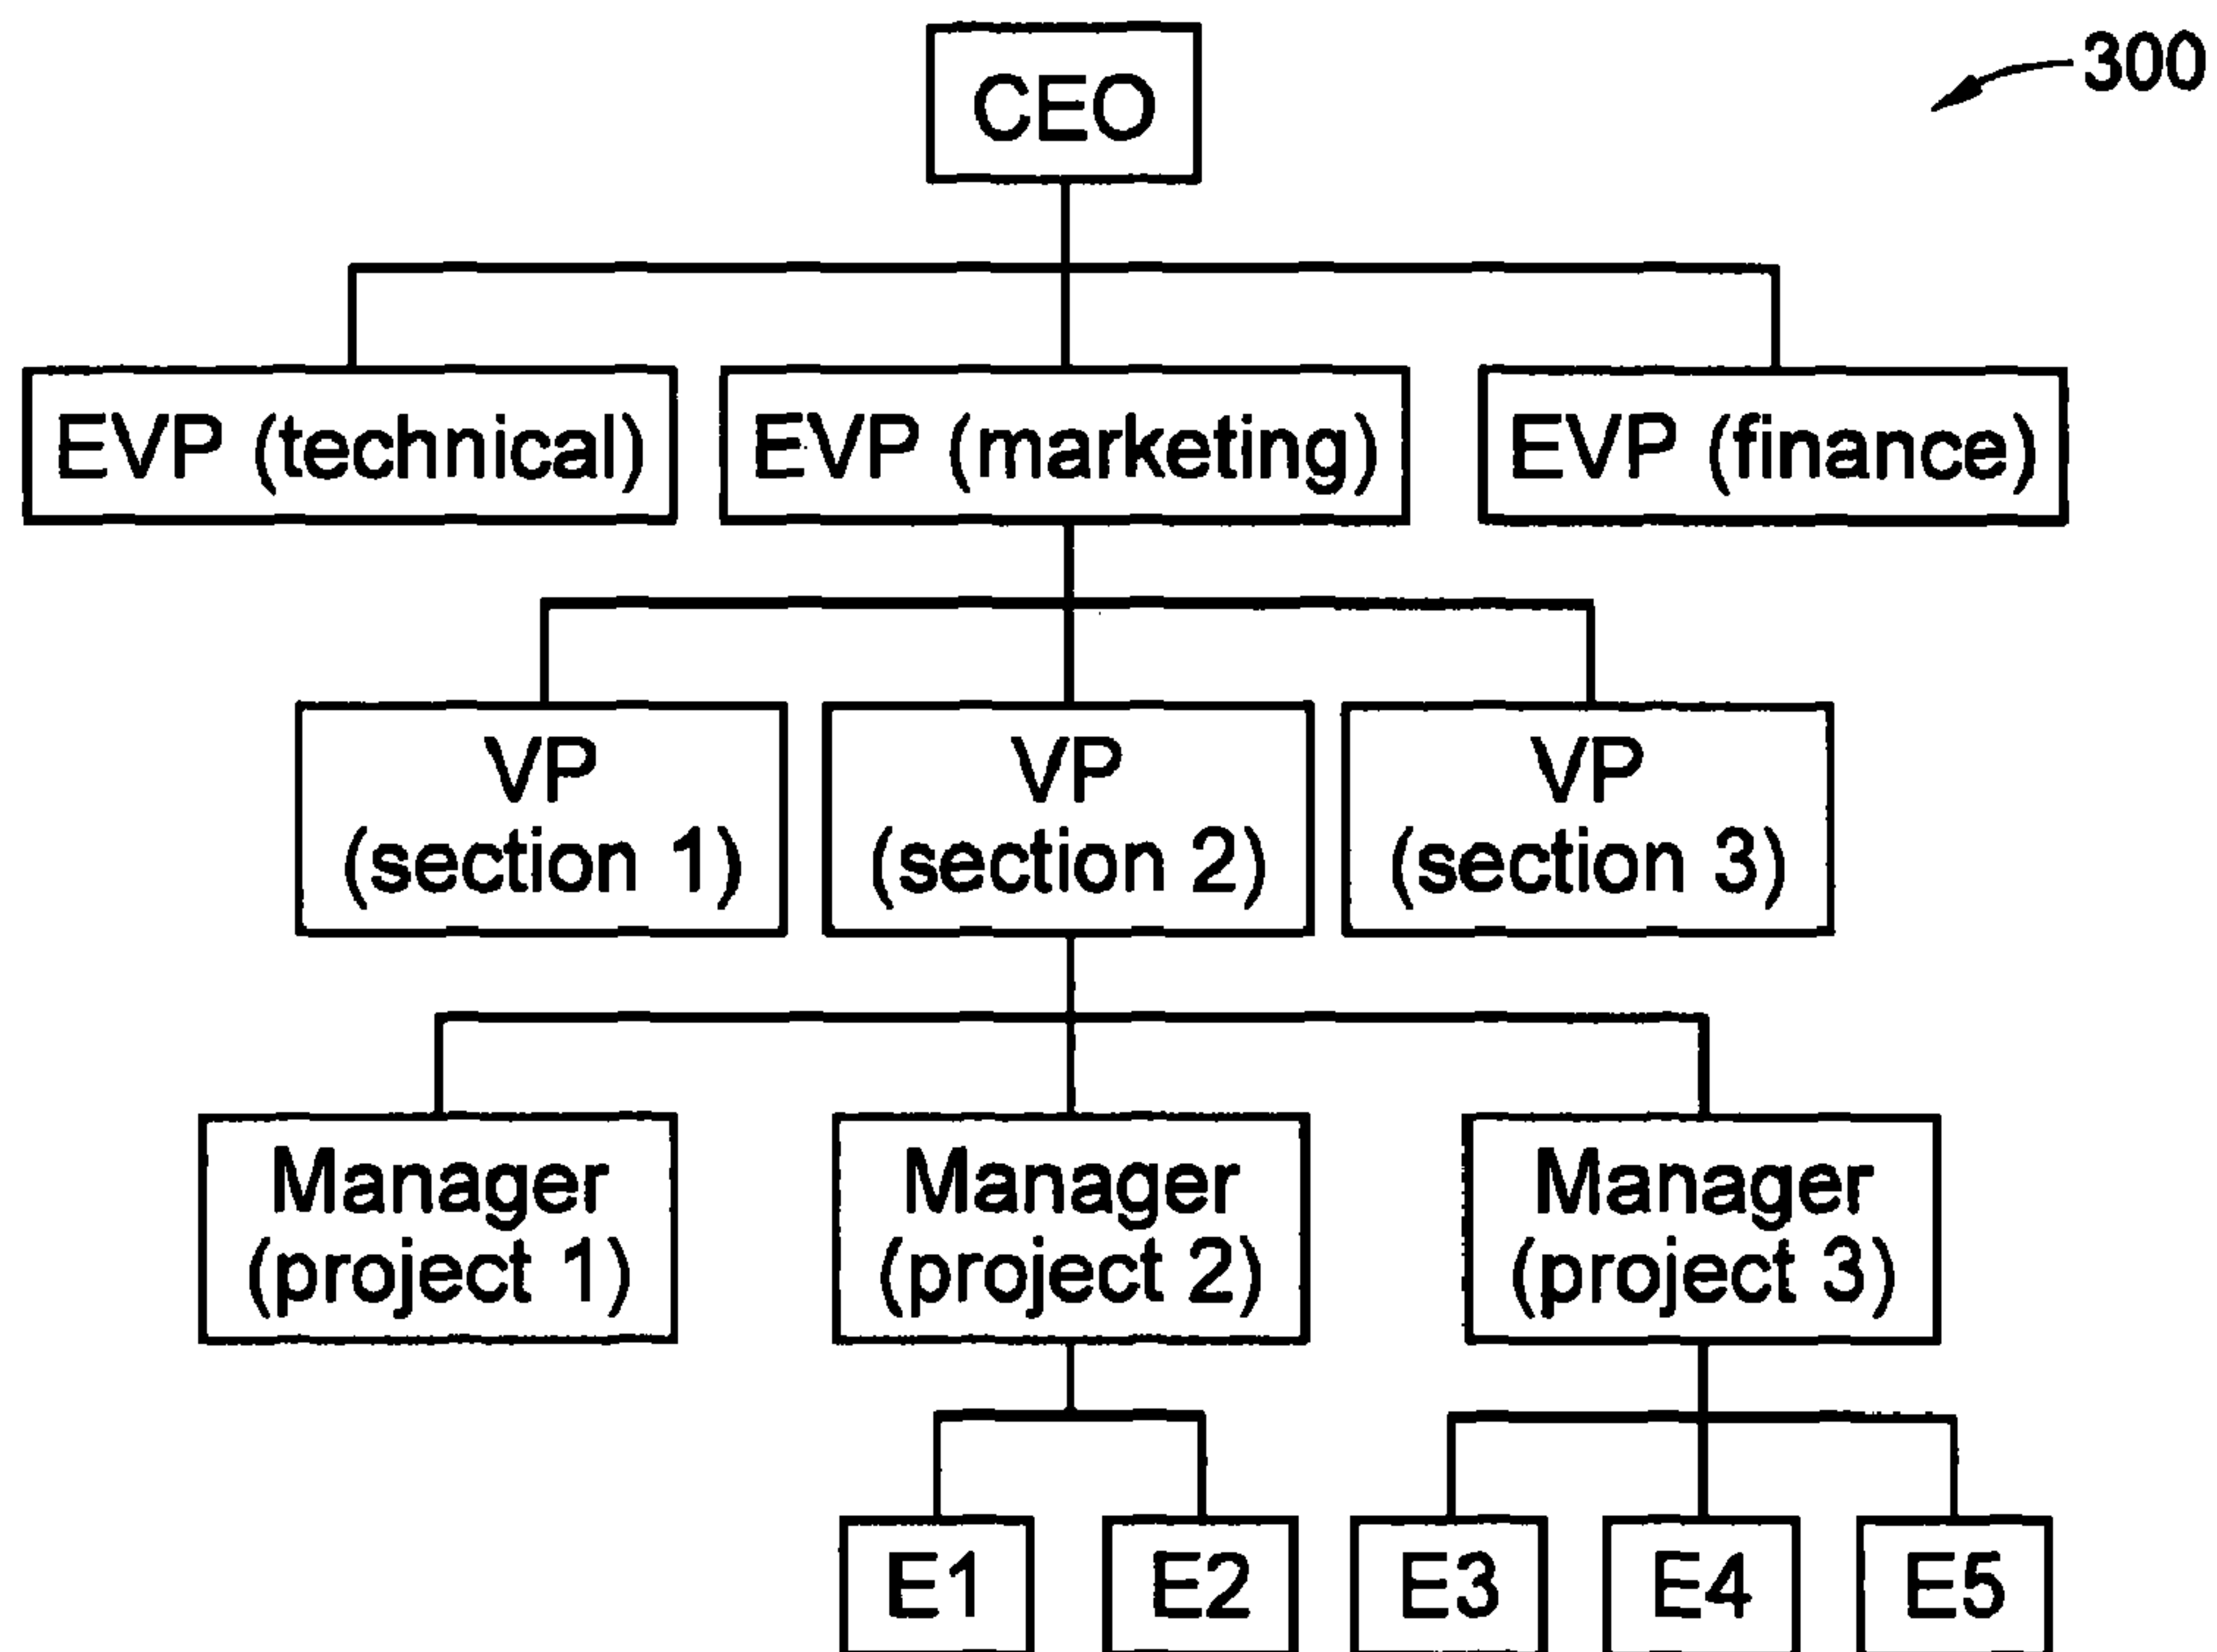 CEO
300
EVP (technical)
EVP (marketing)
EVP (finance)
VP
(section 1)
VP
(section 2)
VP
(section 3)
Manager
(project 1)
Manager
(project 2)
Manager
(project 3)
E1
E2
E3
E4
E5